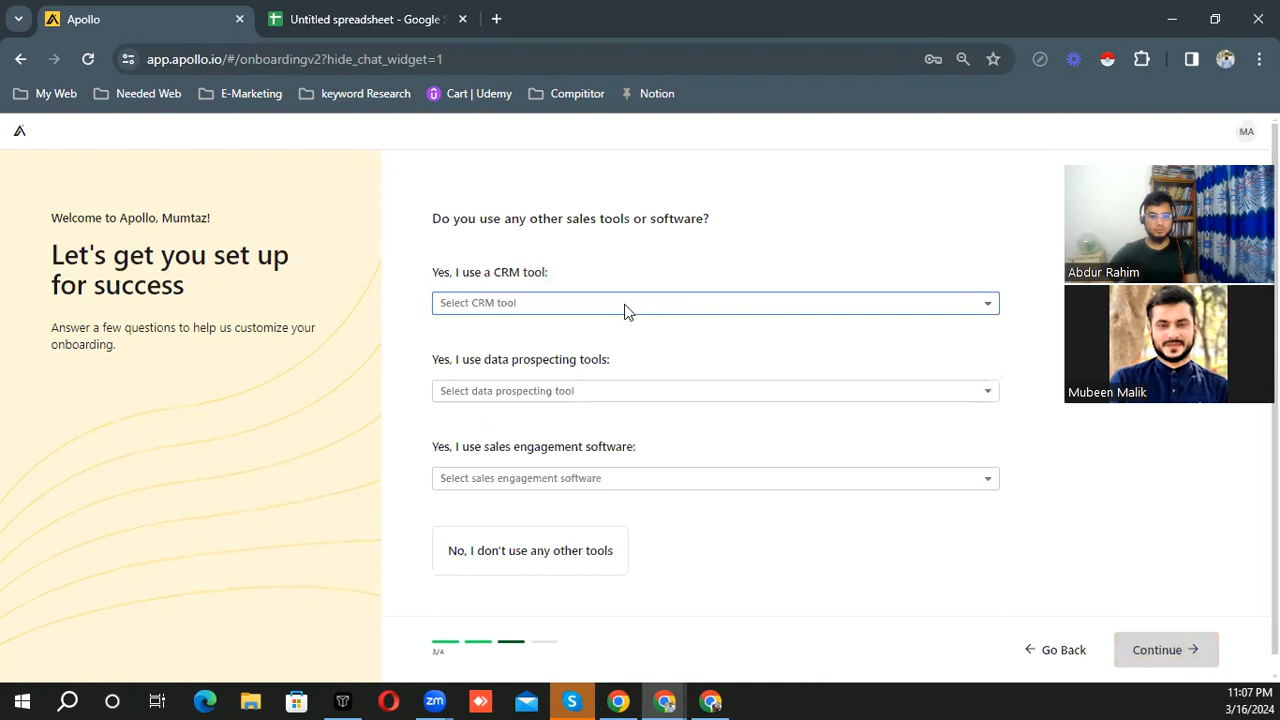 Apollo
Untitled spreadsheet - Google S
app.apollo.io/#/onboardingv2?hide_chat_widget=1
My Web
Needed Web
E-Marketing
keyword Research
Cart | Udemy
Compititor
Notion
MA
Welcome to Apollo, Mumtaz!
Let's get you set up
for success
Answer a few questions to help us customize your
onboarding.
Do you use any other sales tools or software?
Yes, I use a CRM tool:
Select CRM tool
Yes, I use data prospecting tools:
Select data prospecting tool
Yes, I use sales engagement software:
Select sales engagement software
No, I don't use any other tools
3/4
Go Back
Continue
Abdur Rahim
Mubeen Malik
zm
11:07 PM
3/16/2024